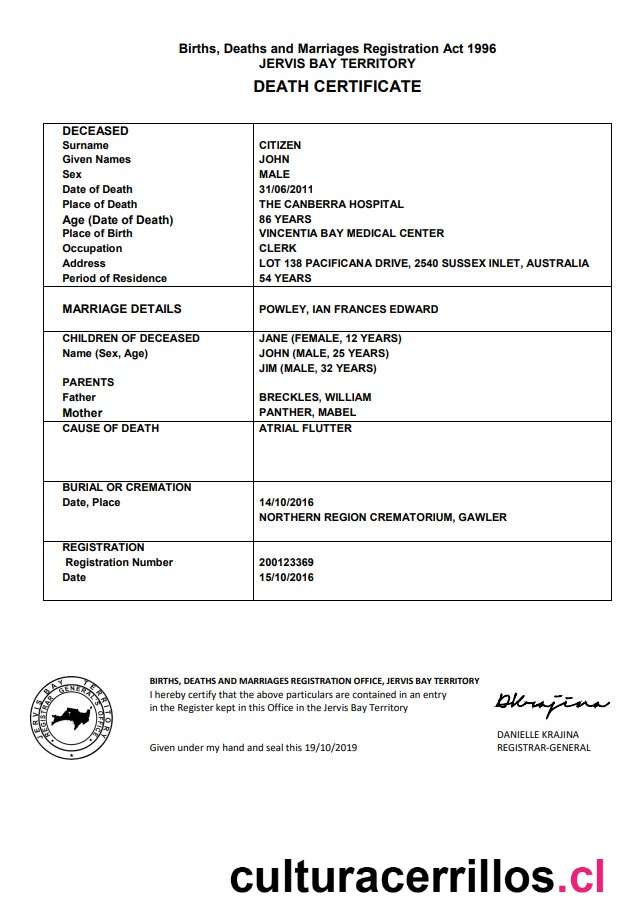 Births, Deaths and Marriages Registration Act 1996
JERVIS BAY TERRITORY
DEATH CERTIFICATE
DECEASED
Surname CITIZEN
Given Names JOHN
Sex MALE
Date of Death 31/06/2011
Place of Death THE CANBERRA HOSPITAL
Age (Date of Death) 86 YEARS
Place of Birth VINCENTIA BAY MEDICAL CENTER
Occupation CLERK
Address LOT 138 PACIFICANA DRIVE, 2540 SUSSEX INLET, AUSTRALIA
Period of Residence 54 YEARS
MARRIAGE DETAILS POWLEY, IAN FRANCES EDWARD
CHILDREN OF DECEASED JANE (FEMALE, 12 YEARS)
Name (Sex, Age) JOHN (MALE, 25 YEARS)
JIM (MALE, 32 YEARS)
PARENTS
Father BRECKLES, WILLIAM
Mother PANTHER, MABEL
CAUSE OF DEATH ATRIAL FLUTTER
BURIAL OR CREMATION
Date, Place 14/10/2016
NORTHERN REGION CREMATORIUM, GAWLER
REGISTRATION
Registration Number 200123369
Date 15/10/2016
JERVIS BAY TERRITORY
REGISTRAR GENERAL'S OFFICE
BIRTHS, DEATHS AND MARRIAGES REGISTRATION OFFICE, JERVIS BAY TERRITORY
I hereby certify that the above particulars are contained in an entry
in the Register kept in this Office in the Jervis Bay Territory
DKrajina
DANIELLE KRAJINA
Given under my hand and seal this 19/10/2019 REGISTRAR-GENERAL
culturacerrillos.cl